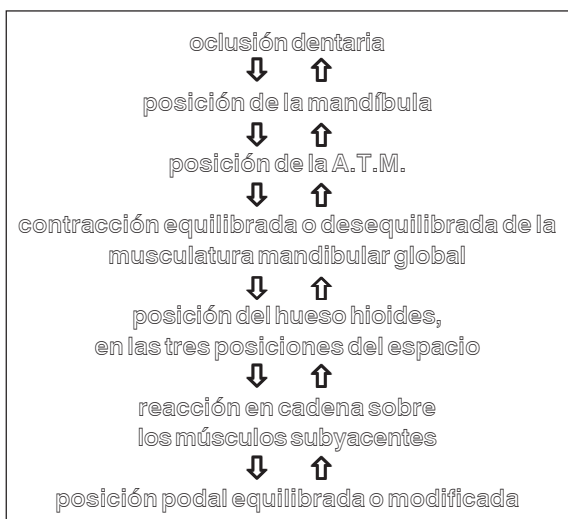 oclusión dentaria
posición de la mandíbula
posición de la A.T.M.
contracción equilibrada o desequilibrada de la
musculatura mandibular global
posición del hueso hioides,
en las tres posiciones del espacio
reacción en cadena sobre
los músculos subyacentes
posición podal equilibrada o modificada